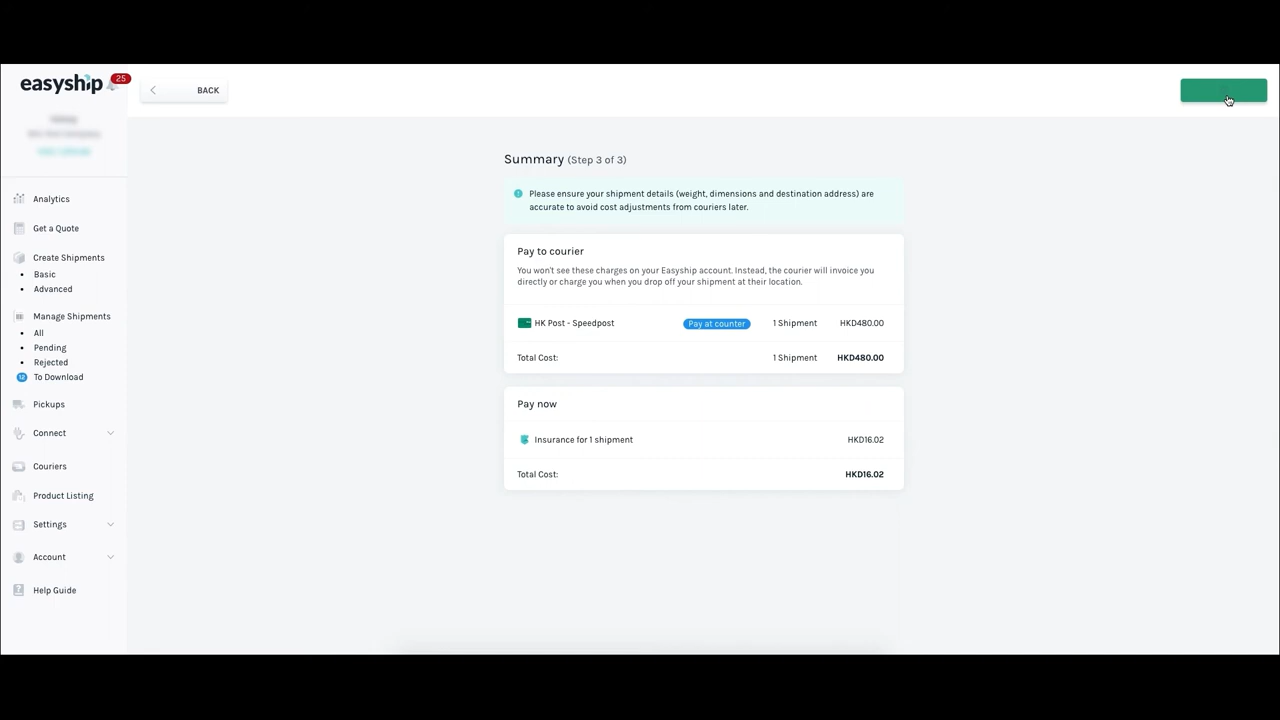 easyship
25
BACK
Summary (Step 3 of 3)
Please ensure your shipment details (weight, dimensions and destination address) are
accurate to avoid cost adjustments from couriers later.
Pay to courier
You won't see these charges on your Easyship account. Instead, the courier will invoice you
directly or charge you when you drop off your shipment at their location.
HK Post - Speedpost Pay at counter 1 Shipment HKD480.00
Total Cost: 1 Shipment HKD480.00
Pay now
Insurance for 1 shipment HKD16.02
Total Cost: HKD16.02
Analytics
Get a Quote
Create Shipments
Basic
Advanced
Manage Shipments
All
Pending
Rejected
12 To Download
Pickups
Connect
Couriers
Product Listing
Settings
Account
Help Guide